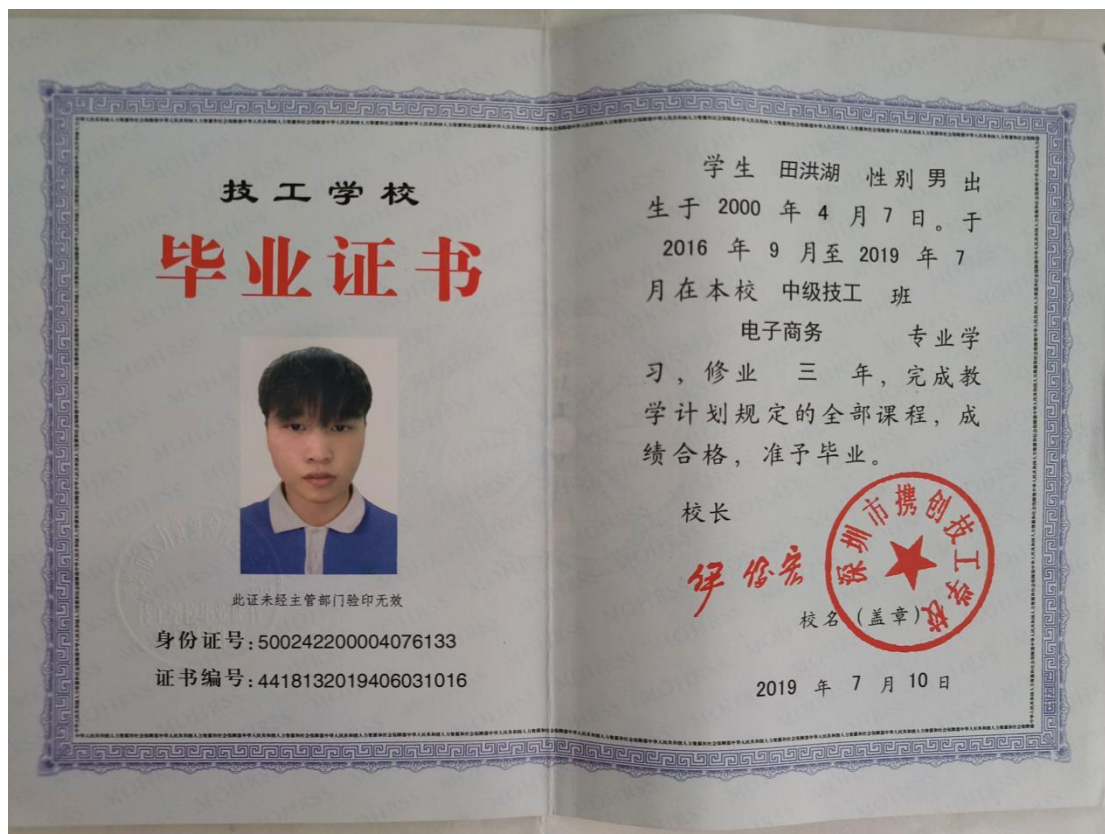 技工学校
毕业证书
此证未经主管部门验印无效
身份证号:500242200004076133
证书编号:4418132019406031016
学生 田洪湖 性别 男 出
生于 2000 年 4 月 7 日。于
2016 年 9 月至 2019 年 7
月在本校 中级技工 班
电子商务 专业学
习，修业 三 年，完成教
学计划规定的全部课程，成
绩合格，准予毕业。
校长
深圳市携创技工学校
校名（盖章）
2019 年 7 月 10 日